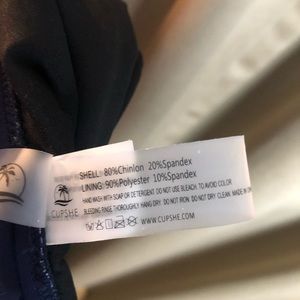 SHELL: 80%Chinlon 20%Spandex
LINING: 90%Polyester 10%Spandex
HAND WASH WITH SOAP OR DETERGENT. DO NOT USE BLEACH. TO AVOID COLOR
BLEEDING RINSE THOROUGHLY HANG DRY DO NOT IRON DO NOT DRY CLEAN.
CUPSHE
WWW.CUPSHE.COM